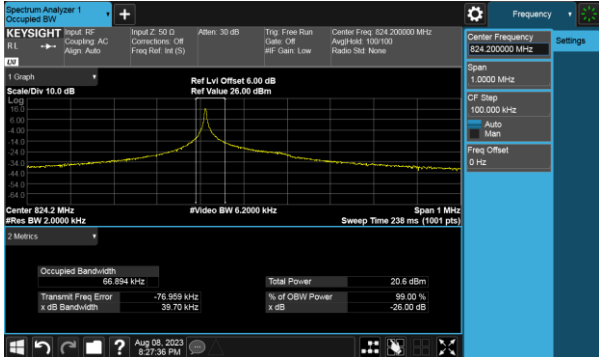 Spectrum Analyzer 1
Occupied BW
+
Frequency
KEYSIGHT
RL
Input: RF
Coupling: AC
Align: Auto
Input Z: 50 Ω
Corrections: Off
Freq Ref: Int (S)
Atten: 30 dB
Trig: Free Run
Gate: Off
#IF Gain: Low
Center Freq: 824.200000 MHz
Avg|Hold: 100/100
Radio Std: None
Center Frequency
824.200000 MHz
Settings
Span
1.0000 MHz
CF Step
100.000 kHz
Auto
Man
Freq Offset
0 Hz
1 Graph
Scale/Div 10.0 dB
Ref Lvl Offset 6.00 dB
Ref Value 26.00 dBm
Log
16.0
6.00
-4.00
-14.0
-24.0
-34.0
-44.0
-54.0
-64.0
Center 824.2 MHz
#Res BW 2.0000 kHz
#Video BW 6.2000 kHz
Span 1 MHz
Sweep Time 238 ms (1001 pts)
2 Metrics
Occupied Bandwidth
66.894 kHz
Total Power 20.6 dBm
Transmit Freq Error -76.959 kHz
% of OBW Power 99.00 %
x dB Bandwidth 39.70 kHz
x dB -26.00 dB
?
Aug 08, 2023
8:27:36 PM